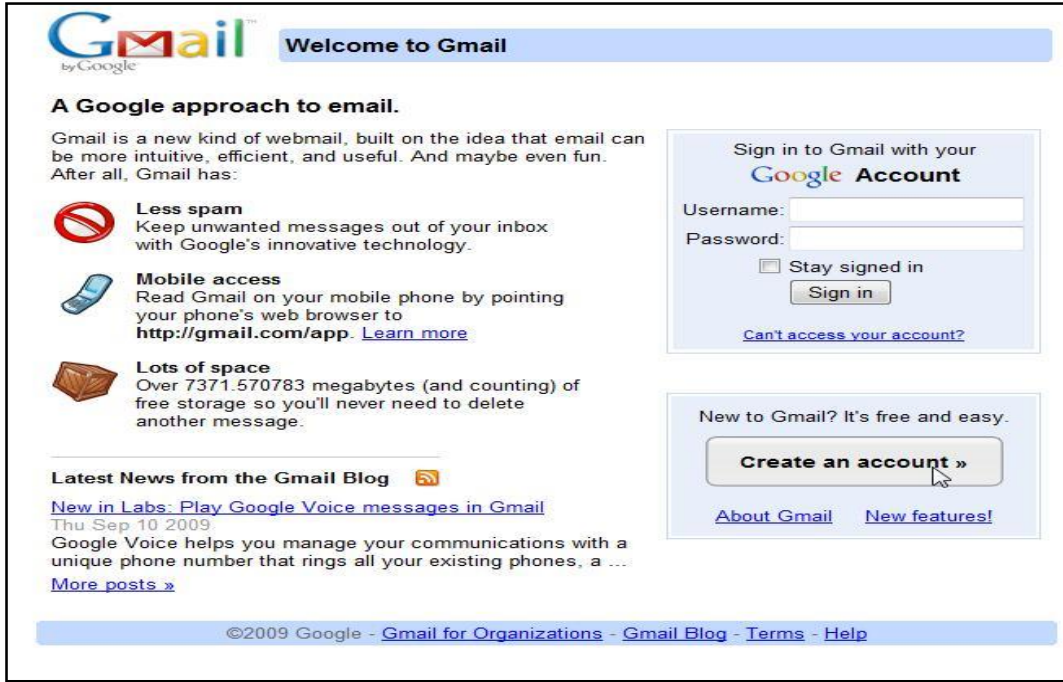 Gmail™
by Google
Welcome to Gmail
A Google approach to email.
Gmail is a new kind of webmail, built on the idea that email can
be more intuitive, efficient, and useful. And maybe even fun.
After all, Gmail has:
Less spam
Keep unwanted messages out of your inbox
with Google's innovative technology.
Mobile access
Read Gmail on your mobile phone by pointing
your phone's web browser to
http://gmail.com/app. Learn more
Lots of space
Over 7371.570783 megabytes (and counting) of
free storage so you'll never need to delete
another message.
Latest News from the Gmail Blog
New in Labs: Play Google Voice messages in Gmail
Thu Sep 10 2009
Google Voice helps you manage your communications with a
unique phone number that rings all your existing phones, a ...
More posts »
Sign in to Gmail with your
Google Account
Username:
Password:
Stay signed in
Sign in
Can't access your account?
New to Gmail? It's free and easy.
Create an account »
About Gmail New features!
©2009 Google - Gmail for Organizations - Gmail Blog - Terms - Help